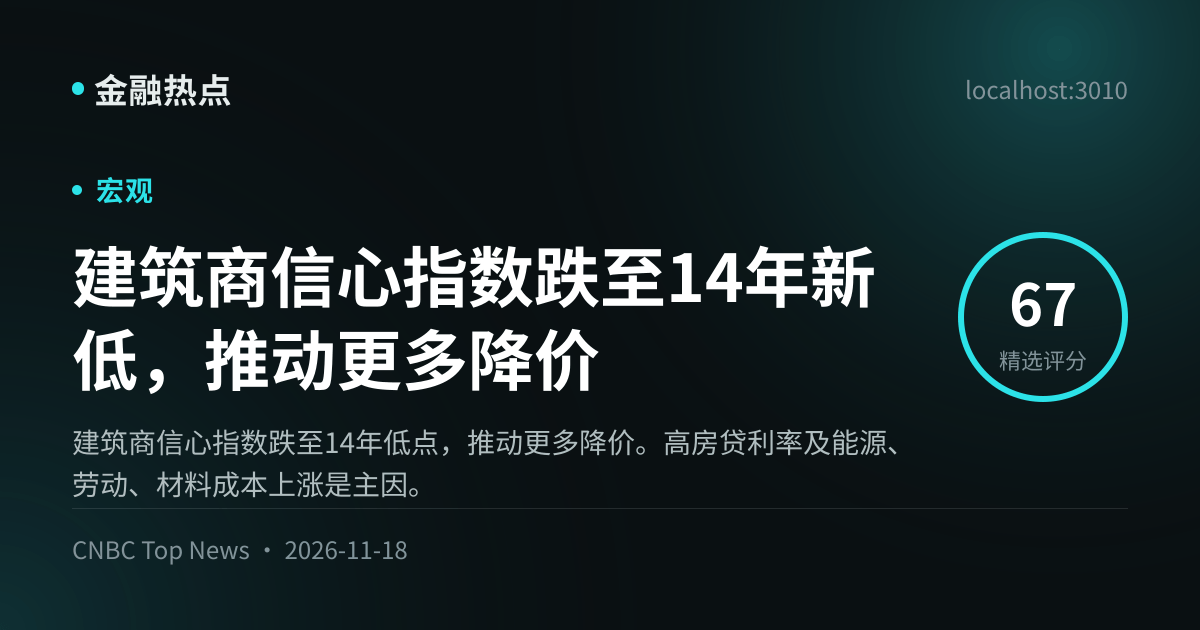 金融热点
localhost:3010
宏观
建筑商信心指数跌至14年新
低，推动更多降价
67
精选评分
建筑商信心指数跌至14年低点，推动更多降价。高房贷利率及能源、
劳动、材料成本上涨是主因。
CNBC Top News • 2026-11-18